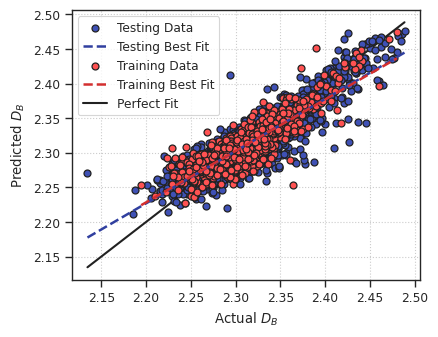 2.50
2.45
2.40
2.35
2.30
2.25
2.20
2.15
Predicted D_B
Testing Data
Testing Best Fit
Training Data
Training Best Fit
Perfect Fit
2.15 2.20 2.25 2.30 2.35 2.40 2.45 2.50
Actual D_B